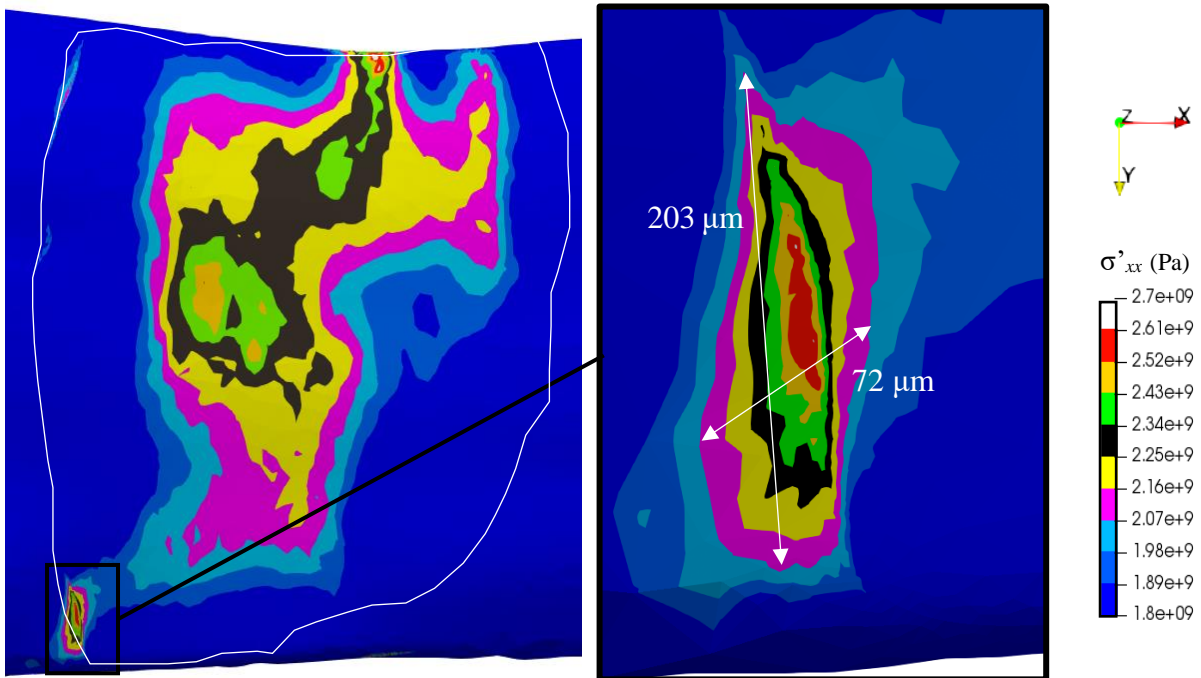 203 µm
72 µm
Z
X
Y
σ'xx (Pa)
2.7e+09
2.61e+9
2.52e+9
2.43e+9
2.34e+9
2.25e+9
2.16e+9
2.07e+9
1.98e+9
1.89e+9
1.8e+09